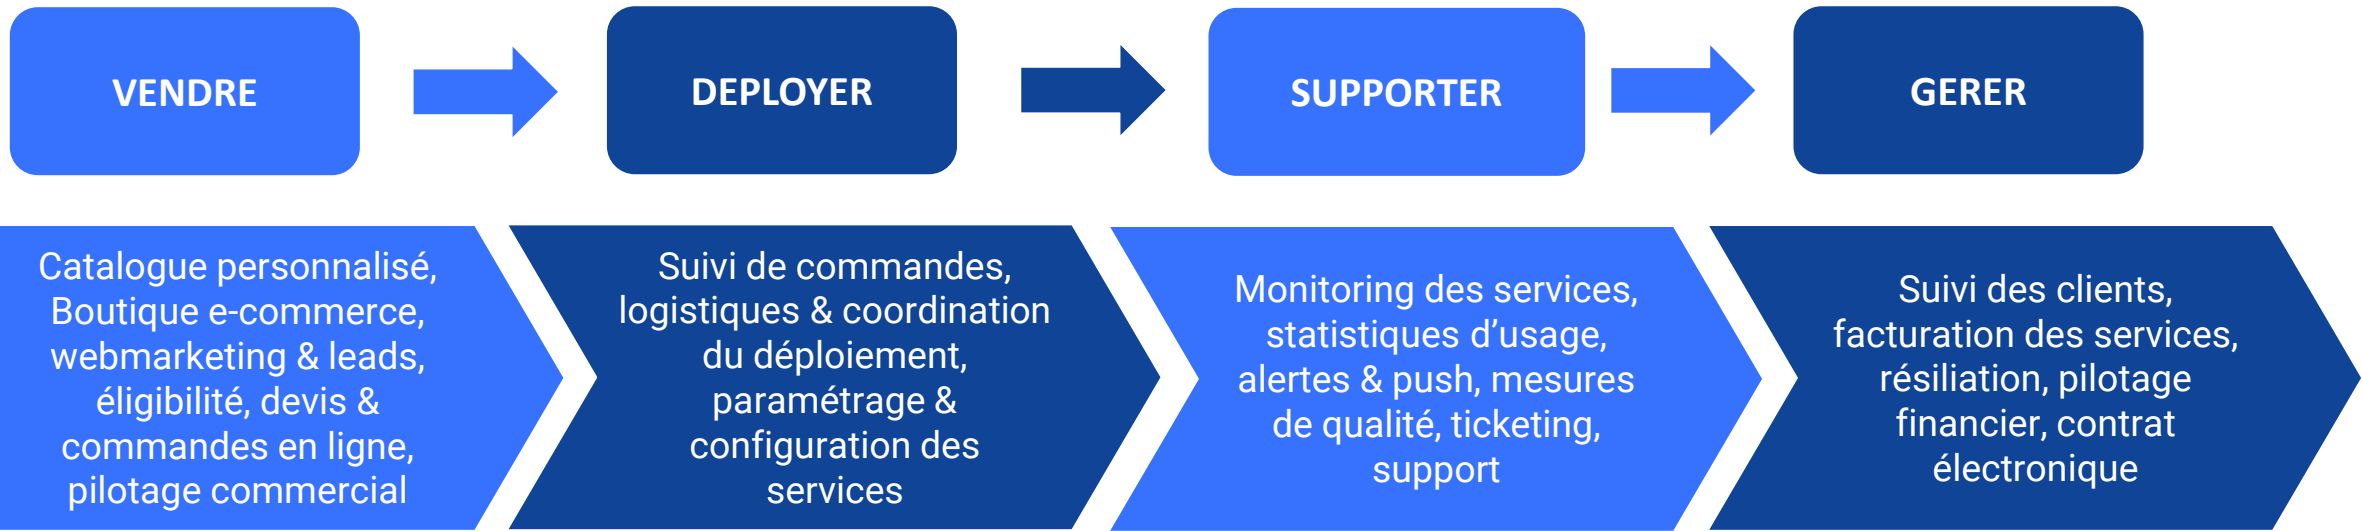 VENDRE
DEPLOYER
SUPPORTER
GERER
Catalogue personnalisé,
Boutique e-commerce,
webmarketing & leads,
éligibilité, devis &
commandes en ligne,
pilotage commercial
Suivi de commandes,
logistiques & coordination
du déploiement,
paramétrage &
configuration des
services
Monitoring des services,
statistiques d’usage,
alertes & push, mesures
de qualité, ticketing,
support
Suivi des clients,
facturation des services,
résiliation, pilotage
financier, contrat
électronique